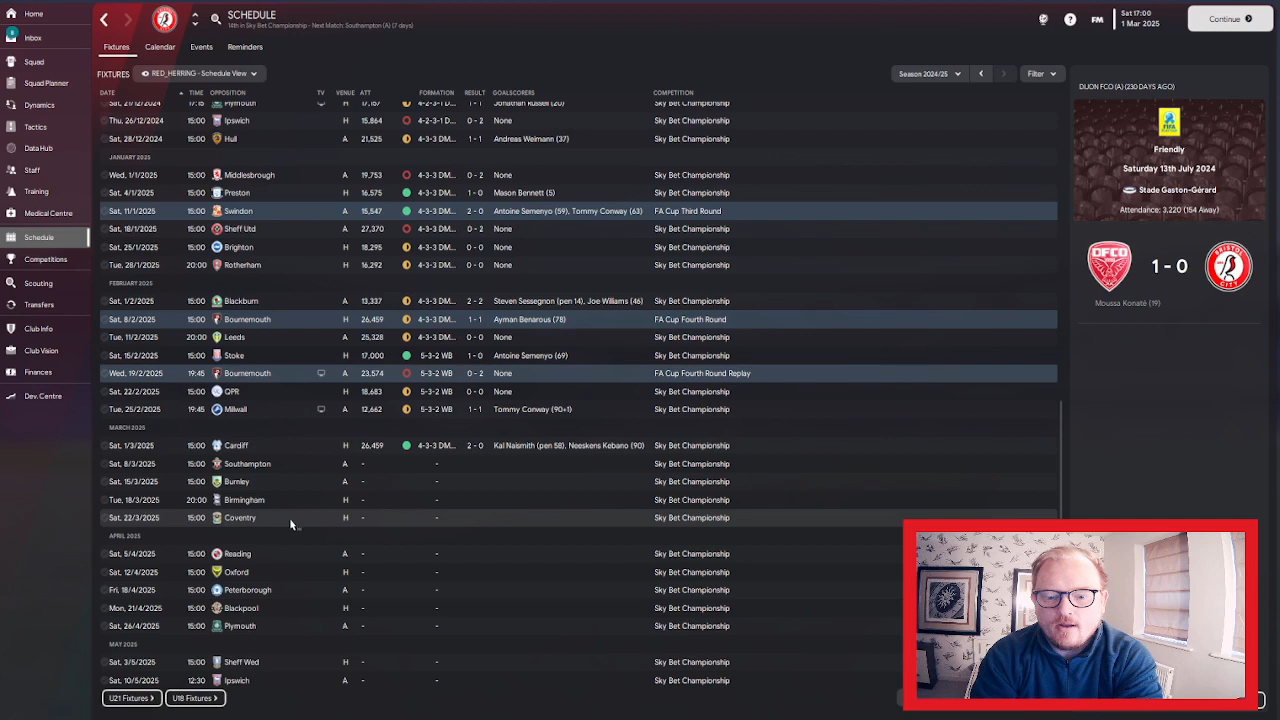 Home
Inbox
Squad
Squad Planner
Dynamics
Tactics
Data Hub
Staff
Training
Medical Centre
Schedule
Competitions
Scouting
Transfers
Club Info
Club Vision
Finances
Dev. Centre
SCHEDULE
14th in Sky Bet Championship - Next Match: Southampton (A) (7 days)
FM
Sat 17:00
1 Mar 2025
Continue
Fixtures Calendar Events Reminders
FIXTURES RED_HERRING - Schedule View Season 2024/25 Filter
DATE TIME OPPOSITION TV VENUE ATT FORMATION RESULT GOALSCORERS COMPETITION
Sat, 21/12/2024 17:15 Plymouth H 17,157 4-2-3-1 D... 1 - 1 Jonathan Russell (20) Sky Bet Championship
Thu, 26/12/2024 15:00 Ipswich H 15,864 4-2-3-1 D... 0 - 2 None Sky Bet Championship
Sat, 28/12/2024 15:00 Hull A 21,525 4-3-3 DM... 1 - 1 Andreas Weimann (37) Sky Bet Championship
JANUARY 2025
Wed, 1/1/2025 15:00 Middlesbrough A 19,753 4-3-3 DM... 0 - 2 None Sky Bet Championship
Sat, 4/1/2025 15:00 Preston H 16,575 4-3-3 DM... 1 - 0 Mason Bennett (5) Sky Bet Championship
Sat, 11/1/2025 15:00 Swindon A 15,547 4-3-3 DM... 2 - 0 Antoine Semenyo (59), Tommy Conway (63) FA Cup Third Round
Sat, 18/1/2025 15:00 Sheff Utd A 27,370 4-3-3 DM... 0 - 2 None Sky Bet Championship
Sat, 25/1/2025 15:00 Brighton H 18,295 4-3-3 DM... 0 - 0 None Sky Bet Championship
Tue, 28/1/2025 20:00 Rotherham H 16,292 4-3-3 DM... 0 - 0 None Sky Bet Championship
FEBRUARY 2025
Sat, 1/2/2025 15:00 Blackburn A 13,337 4-3-3 DM... 2 - 2 Steven Sessegnon (pen 14), Joe Williams (46) Sky Bet Championship
Sat, 8/2/2025 15:00 Bournemouth H 26,459 4-3-3 DM... 1 - 1 Ayman Benarous (78) FA Cup Fourth Round
Tue, 11/2/2025 20:00 Leeds A 25,328 4-3-3 DM... 0 - 0 None Sky Bet Championship
Sat, 15/2/2025 15:00 Stoke H 17,000 5-3-2 WB 1 - 0 Antoine Semenyo (69) Sky Bet Championship
Wed, 19/2/2025 19:45 Bournemouth A 23,574 5-3-2 WB 0 - 2 None FA Cup Fourth Round Replay
Sat, 22/2/2025 15:00 QPR H 18,683 5-3-2 WB 0 - 0 None Sky Bet Championship
Tue, 25/2/2025 19:45 Millwall A 12,662 5-3-2 WB 1 - 1 Tommy Conway (90+1) Sky Bet Championship
MARCH 2025
Sat, 1/3/2025 15:00 Cardiff H 26,459 4-3-3 DM... 2 - 0 Kal Naismith (pen 58), Neeskens Kebano (90) Sky Bet Championship
Sat, 8/3/2025 15:00 Southampton A - - Sky Bet Championship
Sat, 15/3/2025 15:00 Burnley A - - Sky Bet Championship
Tue, 18/3/2025 20:00 Birmingham H - - Sky Bet Championship
Sat, 22/3/2025 15:00 Coventry H - - Sky Bet Championship
APRIL 2025
Sat, 5/4/2025 15:00 Reading A - - Sky Bet Championship
Sat, 12/4/2025 15:00 Oxford H - - Sky Bet Championship
Fri, 18/4/2025 15:00 Peterborough A - - Sky Bet Championship
Mon, 21/4/2025 15:00 Blackpool H - - Sky Bet Championship
Sat, 26/4/2025 15:00 Plymouth A - - Sky Bet Championship
MAY 2025
Sat, 3/5/2025 15:00 Sheff Wed H - - Sky Bet Championship
Sat, 10/5/2025 12:30 Ipswich A - - Sky Bet Championship
U21 Fixtures > U18 Fixtures >
DIJON FCO (A) (230 DAYS AGO)
Friendly
Saturday 13th July 2024
Stade Gaston-Gérard
Attendance: 3,220 (154 Away)
DFCO 1 - 0 BRISTOL CITY
Moussa Konaté (19)